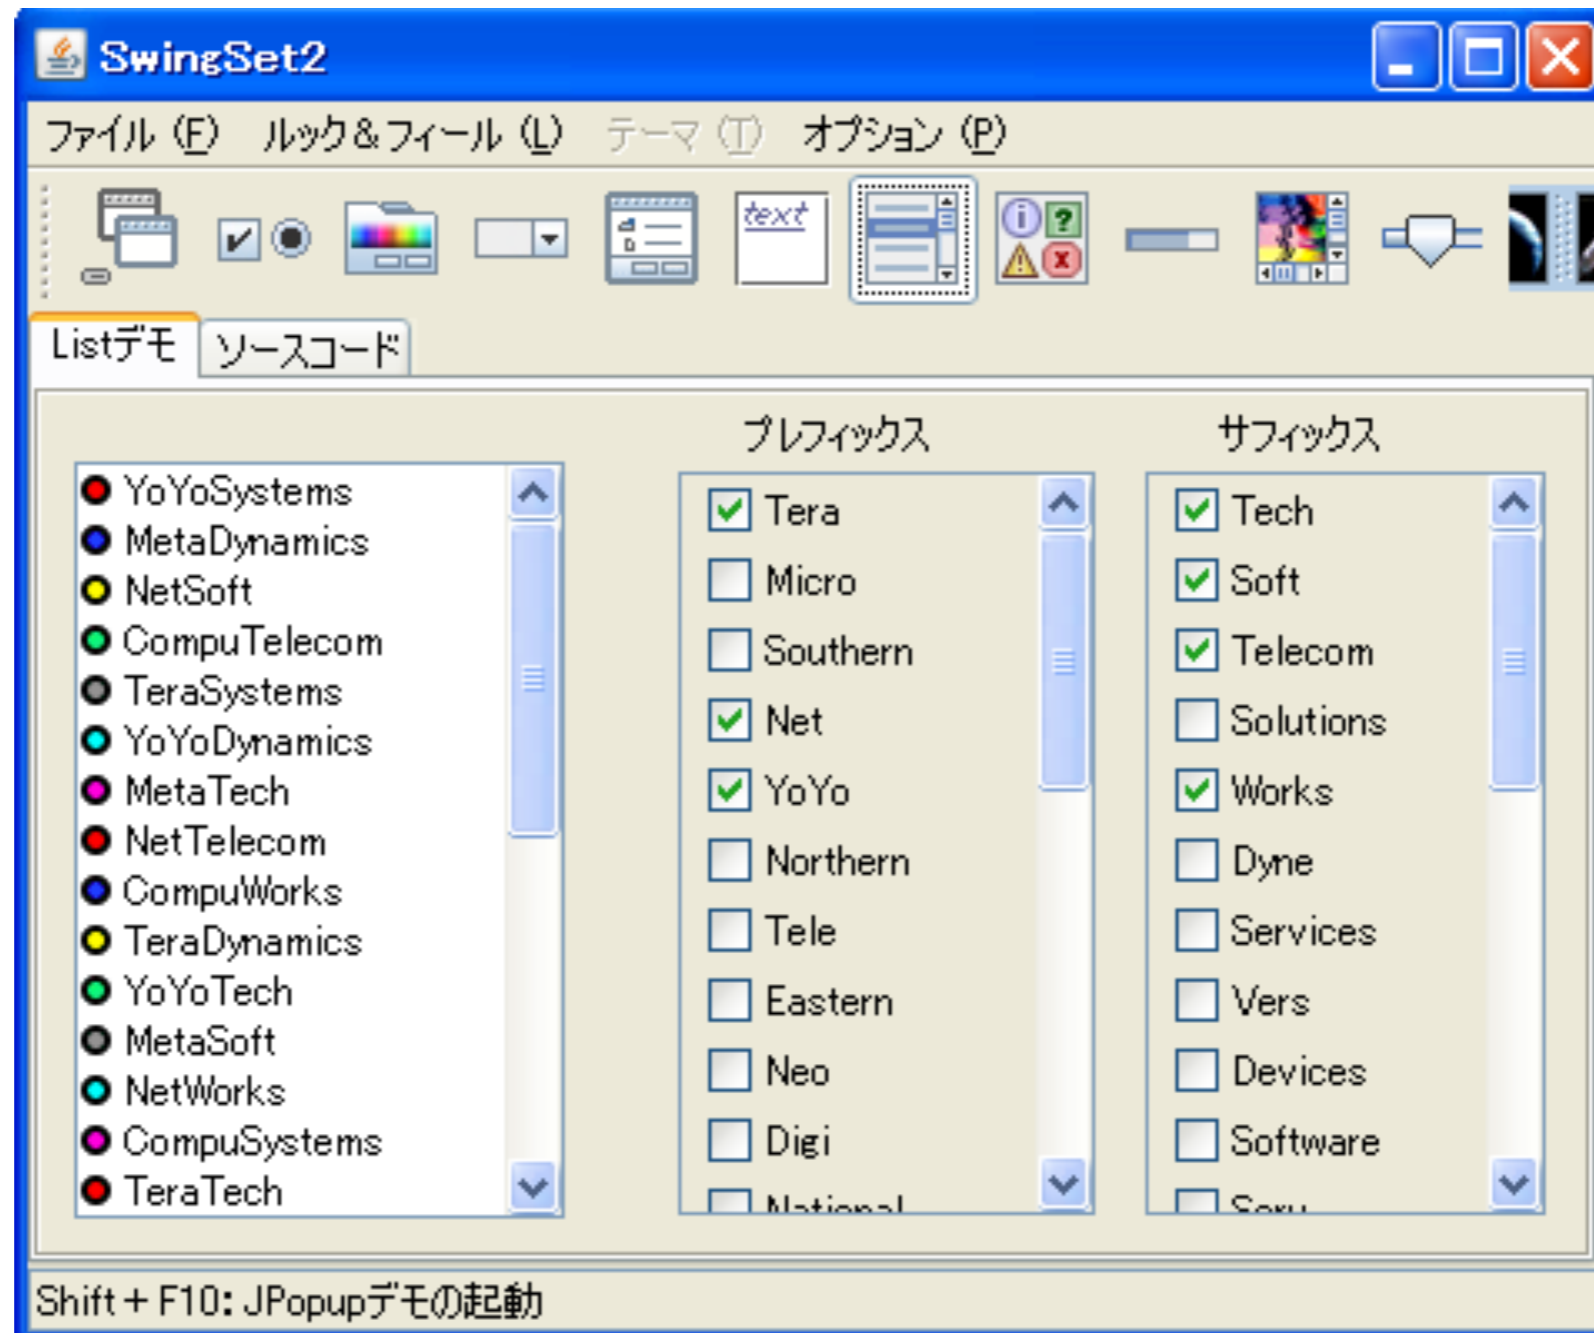 SwingSet2
ファイル (F) ルック&フィール (L) テーマ (T) オプション (P)
text
Listデモ ソースコード
プレフィックス サフィックス
YoYoSystems
MetaDynamics
NetSoft
CompuTelecom
TeraSystems
YoYoDynamics
MetaTech
NetTelecom
CompuWorks
TeraDynamics
YoYoTech
MetaSoft
NetWorks
CompuSystems
TeraTech
Tera
Micro
Southern
Net
YoYo
Northern
Tele
Eastern
Neo
Digi
National
Tech
Soft
Telecom
Solutions
Works
Dyne
Services
Vers
Devices
Software
Serv
Shift + F10: JPopupデモの起動